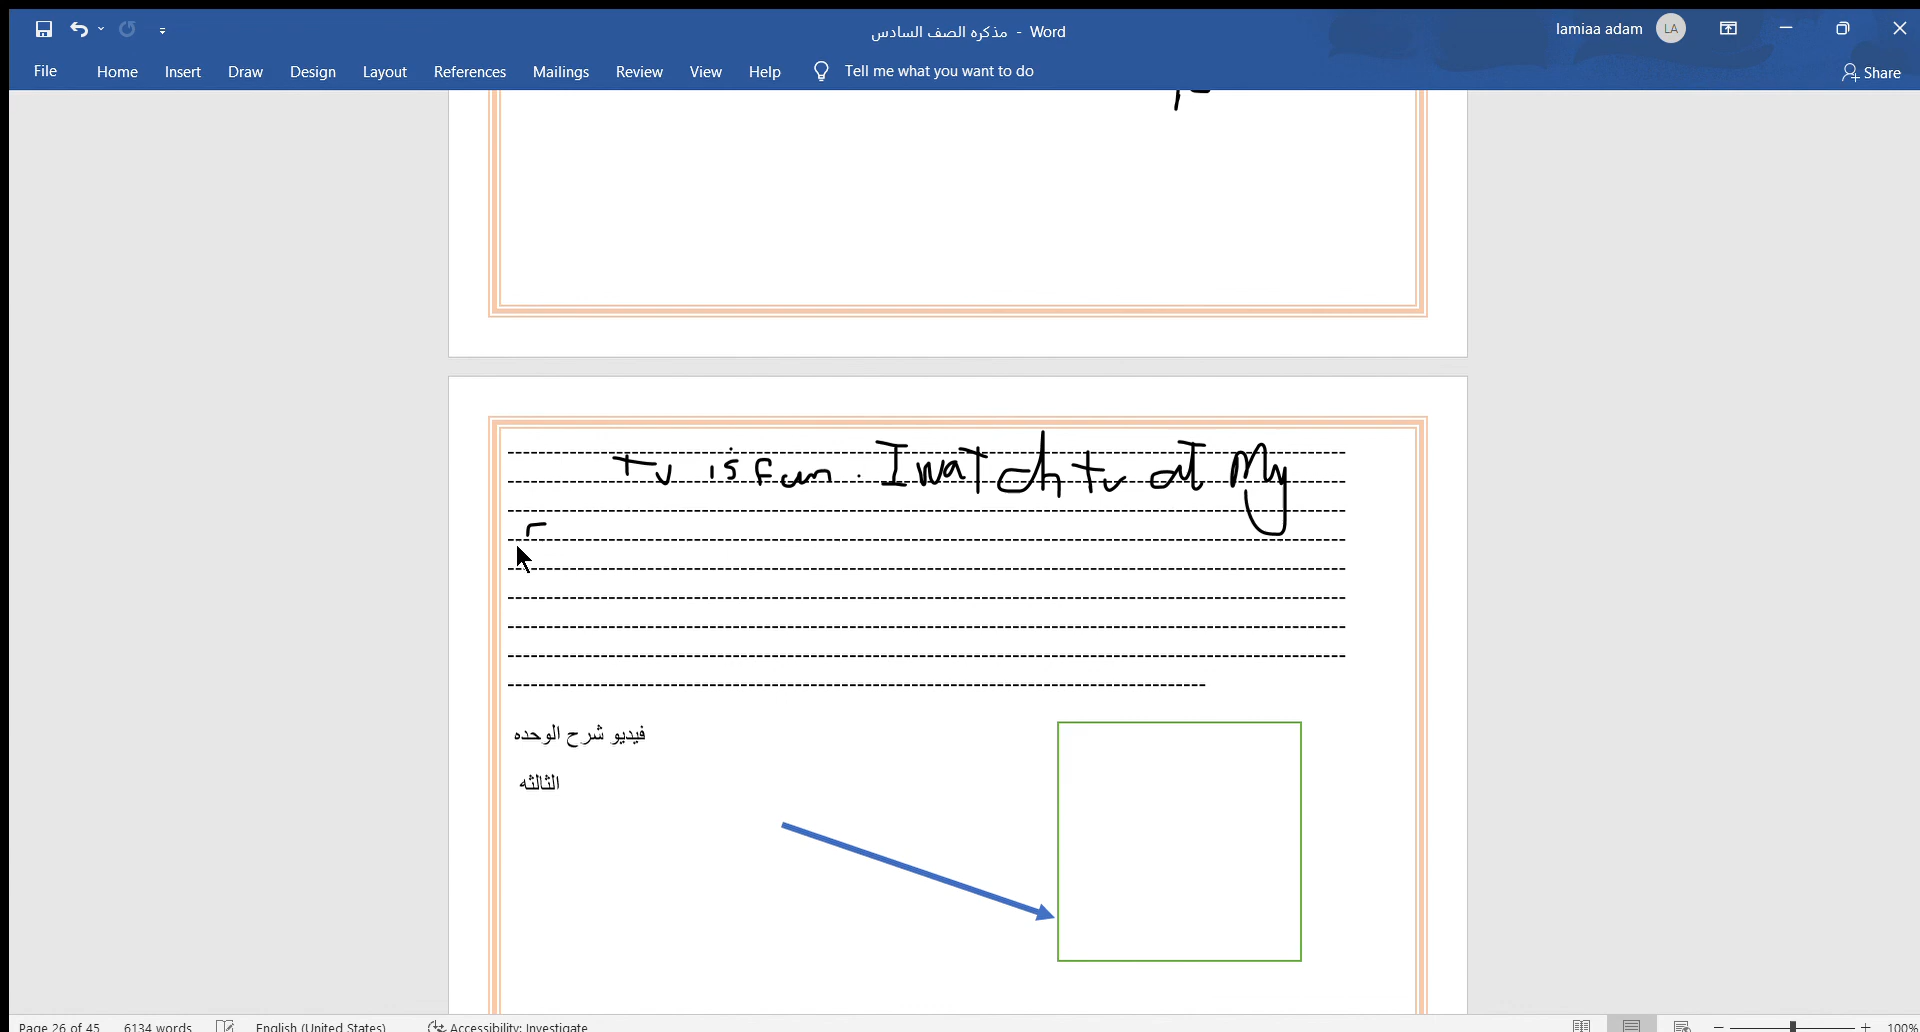 مذكره الصف السادس - Word
lamiaa adam LA
File Home Insert Draw Design Layout References Mailings Review View Help Tell me what you want to do Share
Tv is fun. I watch tv at My
فيديو شرح الوحده
الثالثه
Page 26 of 45 6134 words English (United States) Accessibility: Investigate 100%